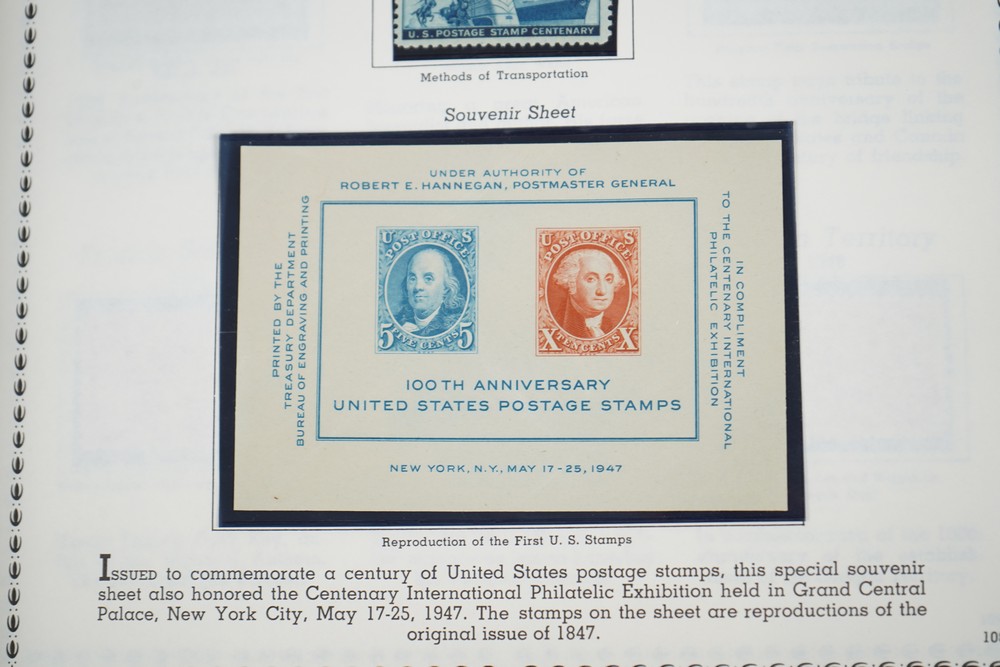 U.S. POSTAGE STAMP CENTENARY
Methods of Transportation
Souvenir Sheet
UNDER AUTHORITY OF
ROBERT E. HANNEGAN, POSTMASTER GENERAL
PRINTED BY THE
TREASURY DEPARTMENT
BUREAU OF ENGRAVING AND PRINTING
U S
POST OFFICE
5 FIVE CENTS 5
U S
POST OFFICE
X TEN CENTS X
IN COMPLIMENT
TO THE CENTENARY INTERNATIONAL
PHILATELIC EXHIBITION
100TH ANNIVERSARY
UNITED STATES POSTAGE STAMPS
NEW YORK, N.Y., MAY 17-25, 1947
Reproduction of the First U. S. Stamps
ISSUED to commemorate a century of United States postage stamps, this special souvenir
sheet also honored the Centenary International Philatelic Exhibition held in Grand Central
Palace, New York City, May 17-25, 1947. The stamps on the sheet are reproductions of the
original issue of 1847.